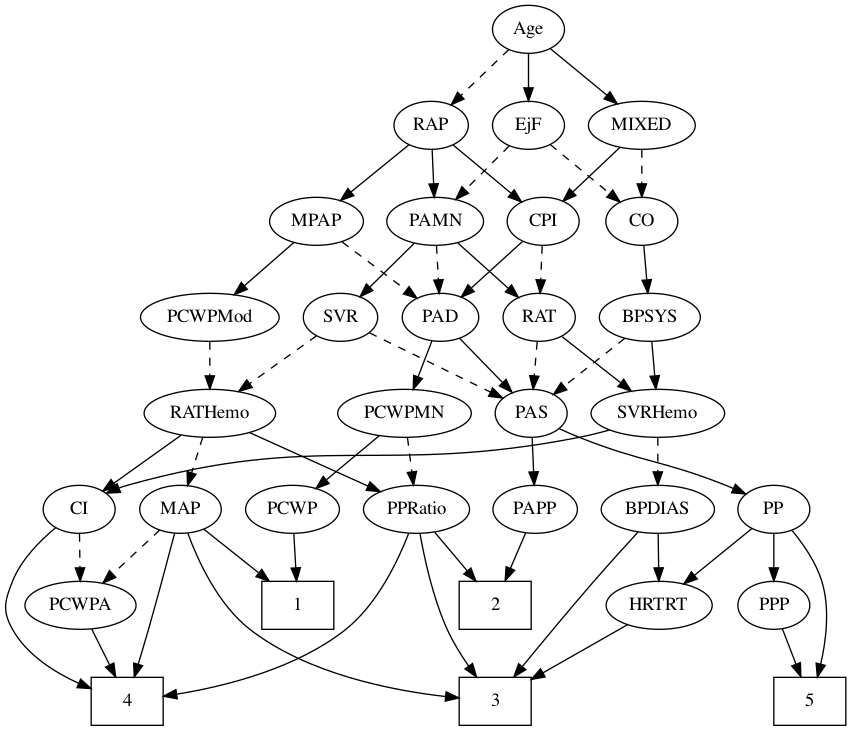 Age
RAP
EjF
MIXED
MPAP
PAMN
CPI
CO
PCWPMod
SVR
PAD
RAT
BPSYS
RATHemo
PCWPMN
PAS
SVRHemo
CI
MAP
PCWP
PPRatio
PAPP
BPDIAS
PP
PCWPA
1
2
HRTRT
PPP
4
3
5